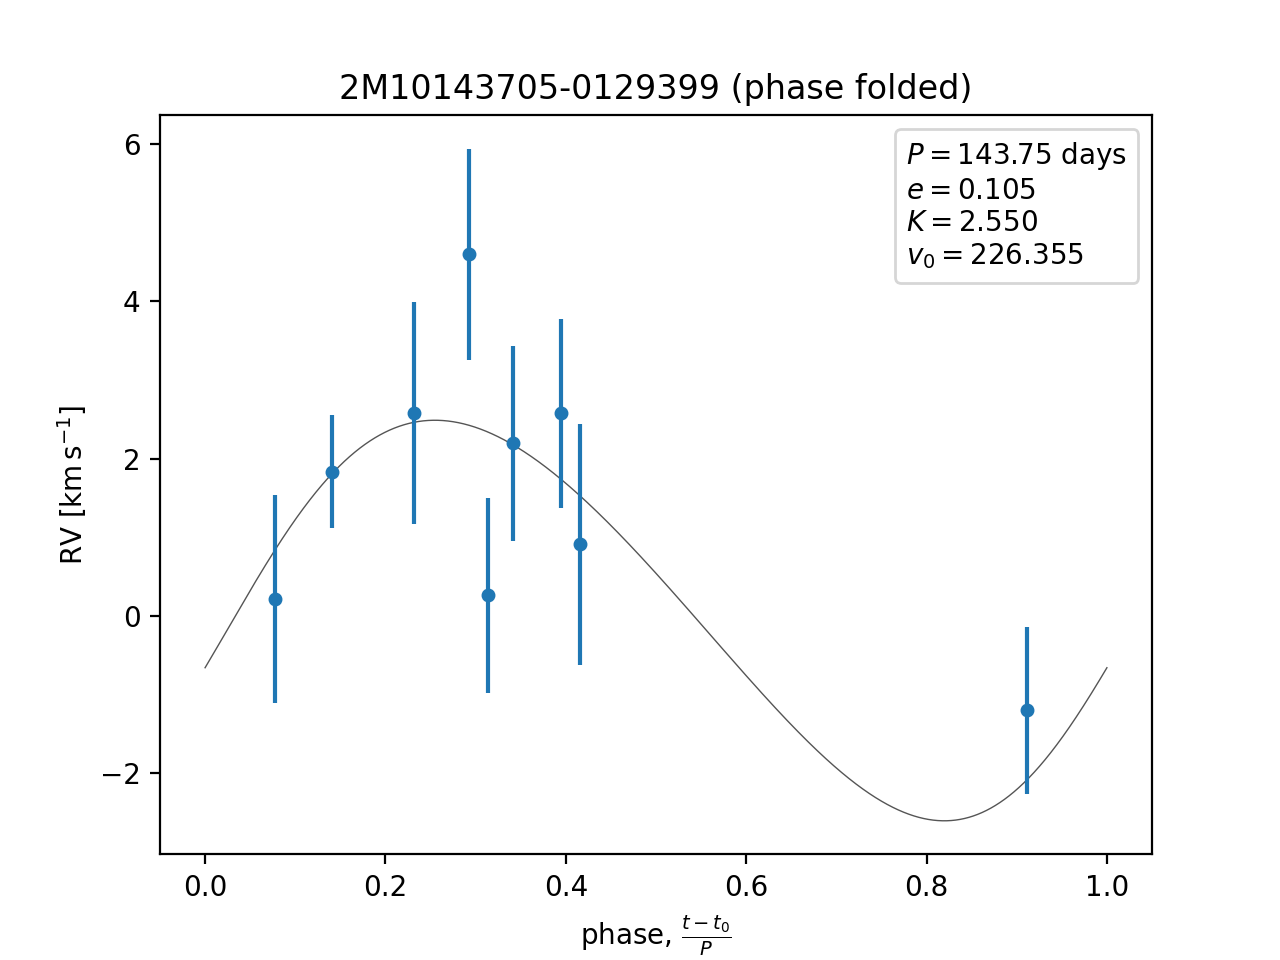 2M10143705-0129399 (phase folded)
P = 143.75 days
e = 0.105
K = 2.550
v₀ = 226.355
RV [km s⁻¹]
6
4
2
0
−2
0.0 0.2 0.4 0.6 0.8 1.0
phase, (t − t₀)/P